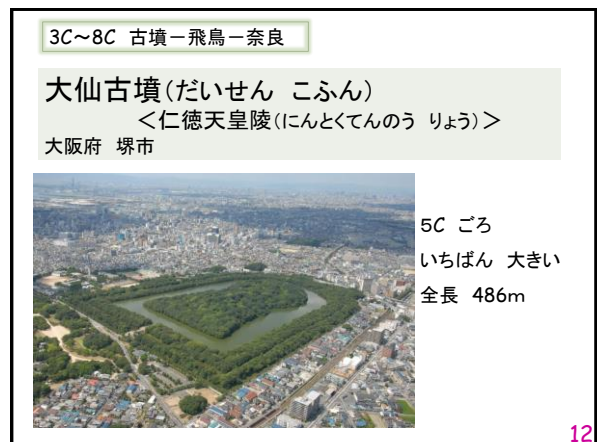 3C～8C 古墳－飛鳥－奈良
大仙古墳(だいせん こふん)
＜仁徳天皇陵(にんとくてんのう りょう)＞
大阪府 堺市
5C ごろ
いちばん 大きい
全長 486m
12